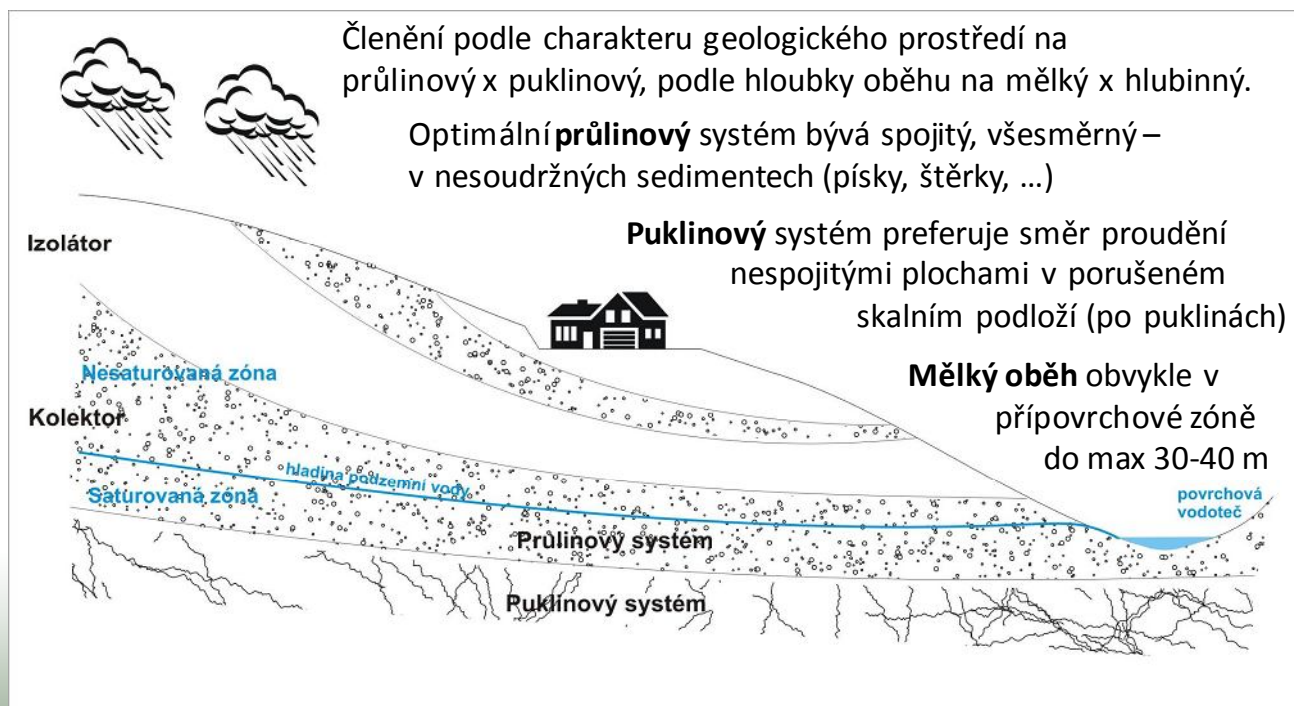 Členění podle charakteru geologického prostředí na
průlinový x puklinový, podle hloubky oběhu na mělký x hlubinný.
Optimální průlinový systém bývá spojitý, všesměrný –
v nesoudržných sedimentech (písky, štěrky, ...)
Puklinový systém preferuje směr proudění
nespojitými plochami v porušeném
skalním podloží (po puklinách)
Mělký oběh obvykle v
přípovrchové zóně
do max 30-40 m
Izolátor
Nesaturovaná zóna
Kolektor
hladina podzemní vody
Saturovaná zóna
povrchová
vodoteč
Průlinový systém
Puklinový systém